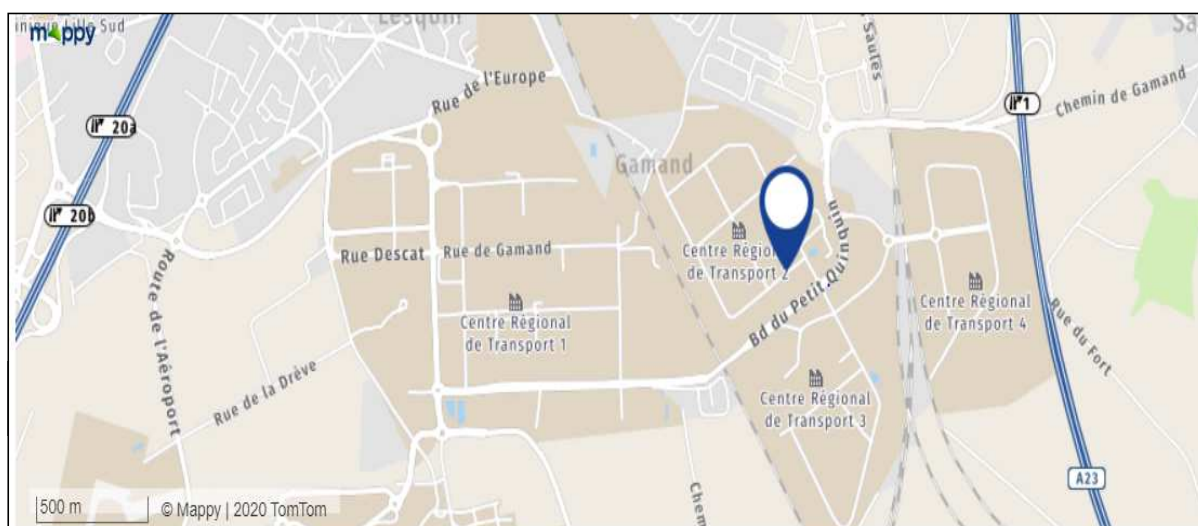 mappy
Lille Sud
20a
20b
Rue de l'Europe
Rue Descat
Rue de Gamand
Centre Régional
de Transport 1
Route de l'Aéroport
Rue de la Drève
Gamand
Centre Régional
de Transport 2
Bd du Petit Quinquin
Centre Régional
de Transport 3
Centre Régional
de Transport 4
1
Chemin de Gamand
Rue du Fort
A23
500 m
© Mappy | 2020 TomTom